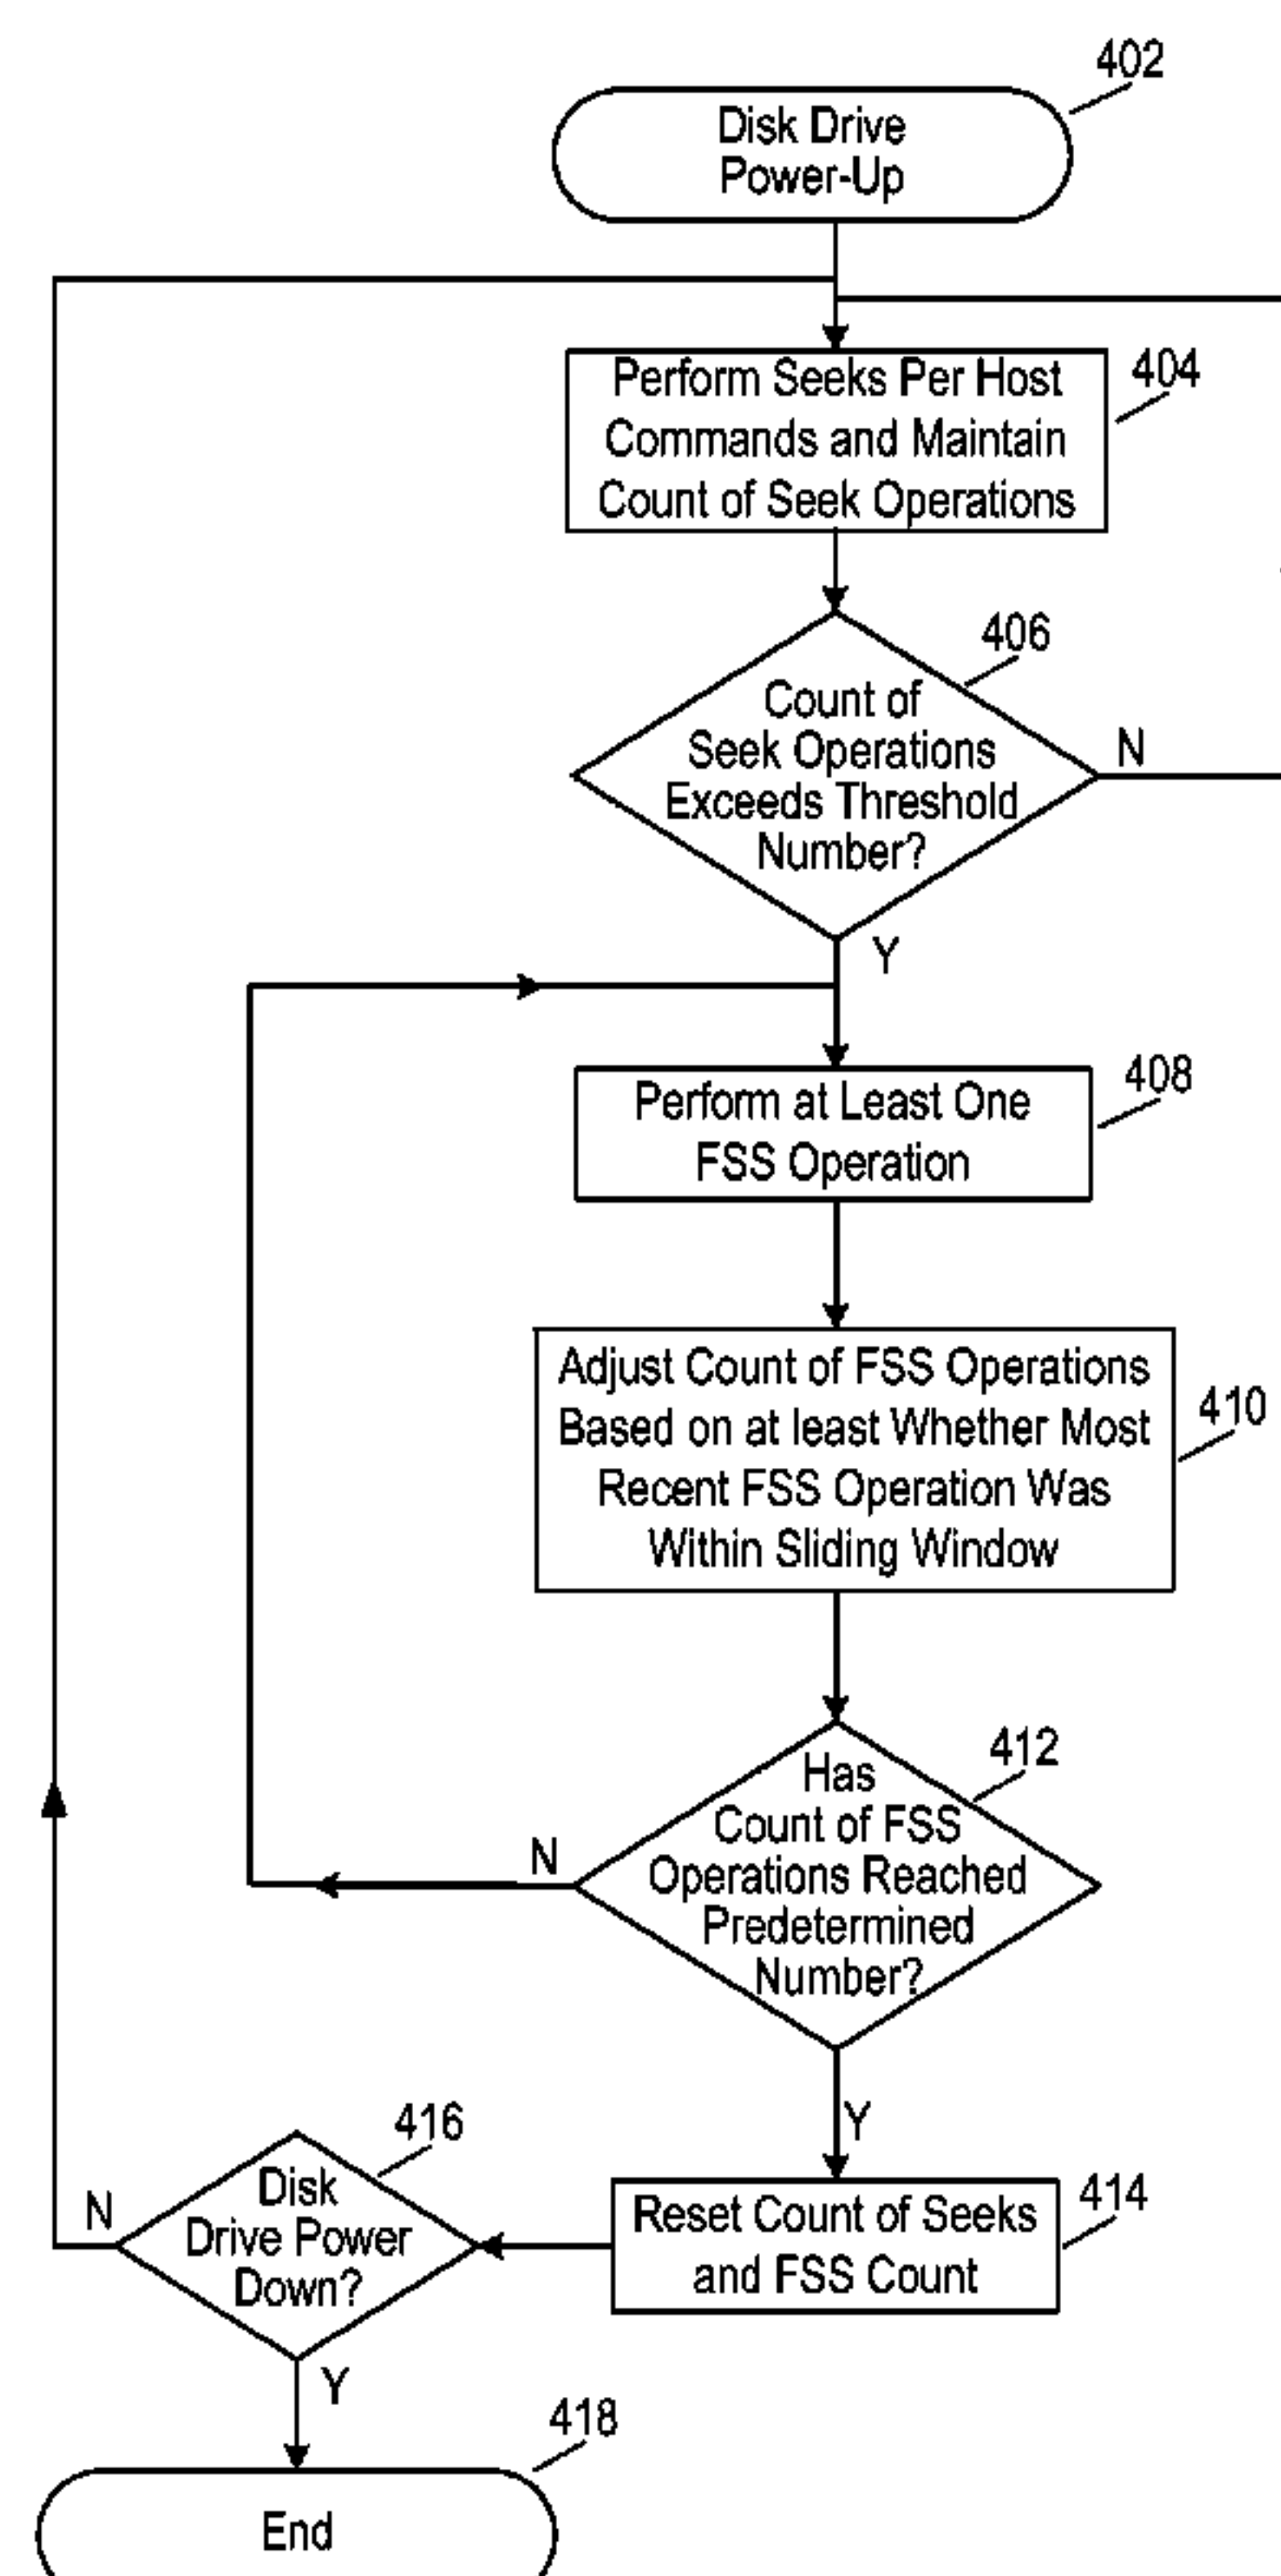 402
Disk Drive
Power-Up
Perform Seeks Per Host
Commands and Maintain
Count of Seek Operations
404
406
Count of
Seek Operations
Exceeds Threshold
Number?
N
Y
Perform at Least One
FSS Operation
408
Adjust Count of FSS Operations
Based on at least Whether Most
Recent FSS Operation Was
Within Sliding Window
410
412
Has
Count of FSS
Operations Reached
Predetermined
Number?
N
Y
Reset Count of Seeks
and FSS Count
414
416
Disk
Drive Power
Down?
N
Y
418
End